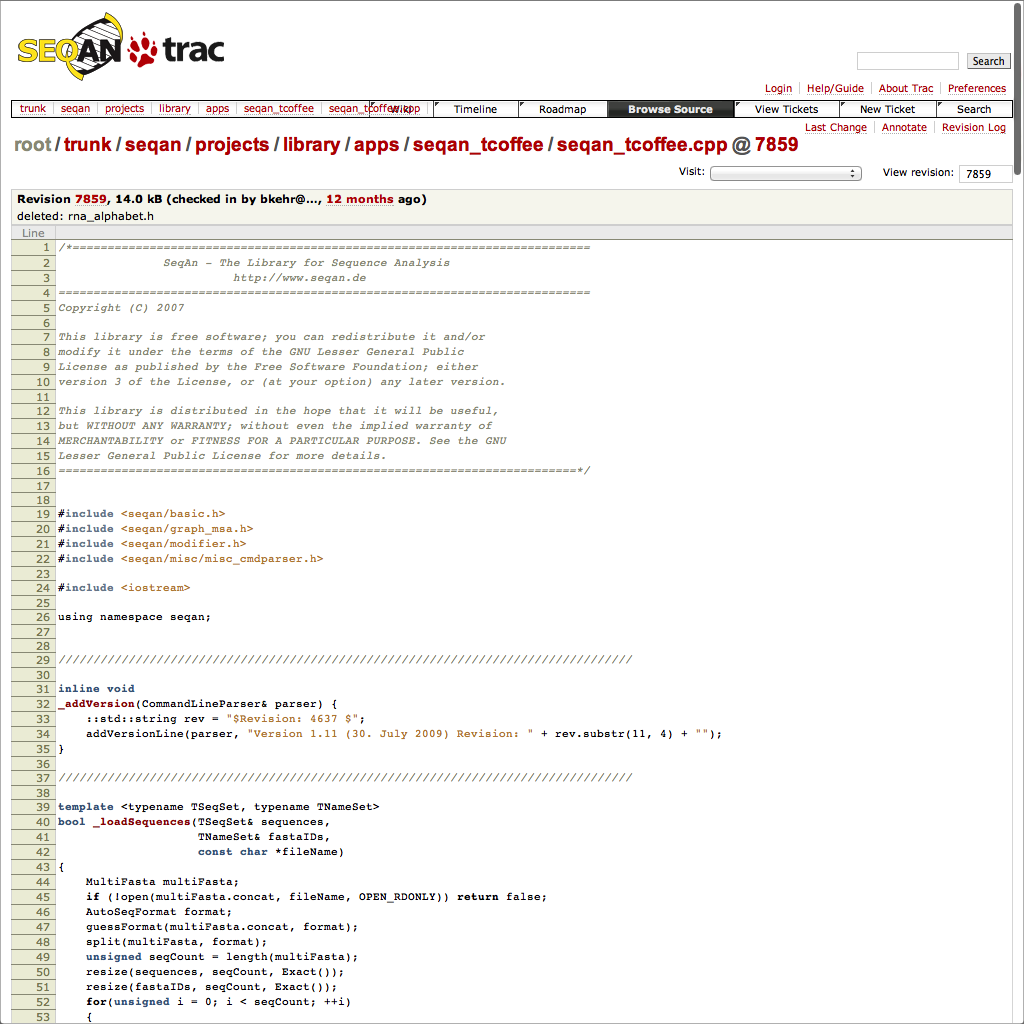 SEQAN trac
Search
Login Help/Guide About Trac Preferences
trunk seqan projects library apps seqan_tcoffee seqan_tcoffee.cpp Wiki Timeline Roadmap Browse Source View Tickets New Ticket Search
Last Change Annotate Revision Log
root / trunk / seqan / projects / library / apps / seqan_tcoffee / seqan_tcoffee.cpp @ 7859
Visit: View revision: 7859
Revision 7859, 14.0 kB (checked in by bkehr@..., 12 months ago)
deleted: rna_alphabet.h
Line
1 /*==========================================================================
2 SeqAn - The Library for Sequence Analysis
3 http://www.seqan.de
4 ============================================================================
5 Copyright (C) 2007
6
7 This library is free software; you can redistribute it and/or
8 modify it under the terms of the GNU Lesser General Public
9 License as published by the Free Software Foundation; either
10 version 3 of the License, or (at your option) any later version.
11
12 This library is distributed in the hope that it will be useful,
13 but WITHOUT ANY WARRANTY; without even the implied warranty of
14 MERCHANTABILITY or FITNESS FOR A PARTICULAR PURPOSE. See the GNU
15 Lesser General Public License for more details.
16 ==========================================================================*/
17
18
19 #include <seqan/basic.h>
20 #include <seqan/graph_msa.h>
21 #include <seqan/modifier.h>
22 #include <seqan/misc/misc_cmdparser.h>
23
24 #include <iostream>
25
26 using namespace seqan;
27
28
29 //////////////////////////////////////////////////////////////////////////////////
30
31 inline void
32 _addVersion(CommandLineParser& parser) {
33 ::std::string rev = "$Revision: 4637 $";
34 addVersionLine(parser, "Version 1.11 (30. July 2009) Revision: " + rev.substr(11, 4) + "");
35 }
36
37 //////////////////////////////////////////////////////////////////////////////////
38
39 template <typename TSeqSet, typename TNameSet>
40 bool _loadSequences(TSeqSet& sequences,
41 TNameSet& fastaIDs,
42 const char *fileName)
43 {
44 MultiFasta multiFasta;
45 if (!open(multiFasta.concat, fileName, OPEN_RDONLY)) return false;
46 AutoSeqFormat format;
47 guessFormat(multiFasta.concat, format);
48 split(multiFasta, format);
49 unsigned seqCount = length(multiFasta);
50 resize(sequences, seqCount, Exact());
51 resize(fastaIDs, seqCount, Exact());
52 for(unsigned i = 0; i < seqCount; ++i)
53 {